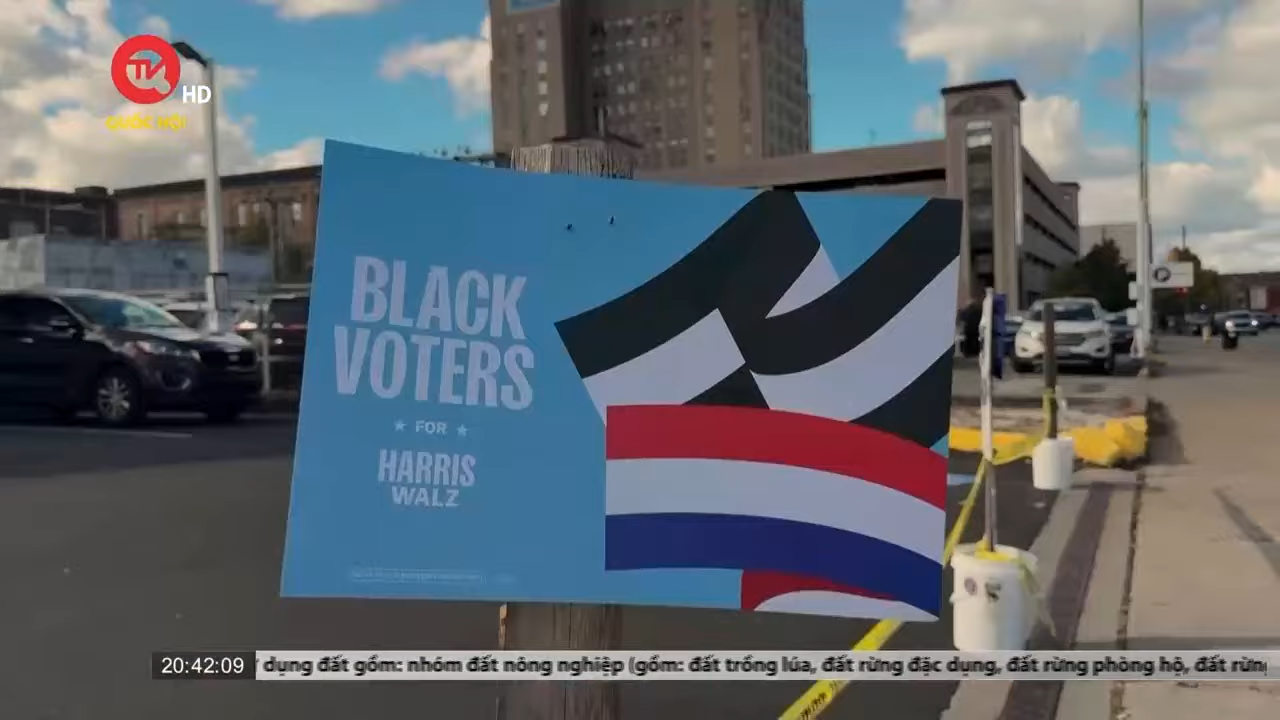 HD
QUỐC HỘI
BLACK
VOTERS
FOR
HARRIS
WALZ
20:42:09
dụng đất gồm: nhóm đất nông nghiệp (gồm: đất trồng lúa, đất rừng đặc dụng, đất rừng phòng hộ, đất rừng